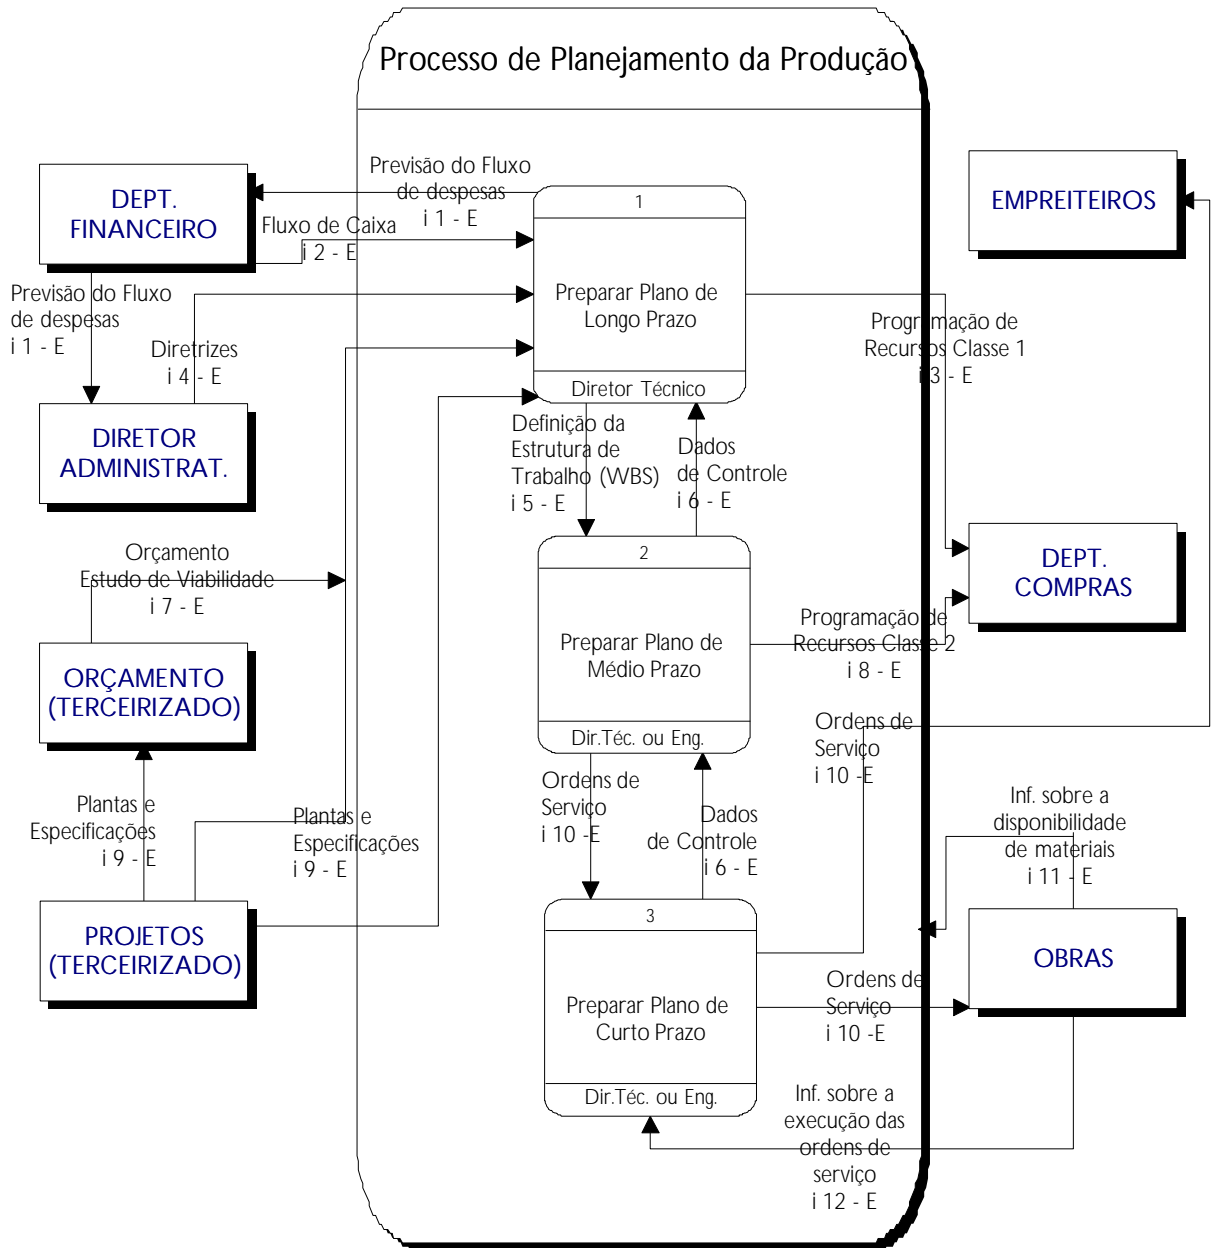 Processo de Planejamento da Produção
DEPT.
FINANCEIRO
Previsão do Fluxo
de despesas
i 1 - E
Fluxo de Caixa
i 2 - E
1
Preparar Plano de
Longo Prazo
Diretor Técnico
EMPREITEIROS
Previsão do Fluxo
de despesas
i 1 - E
Diretrizes
i 4 - E
Programação de
Recursos Classe 1
i 3 - E
DIRETOR
ADMINISTRAT.
Definição da
Estrutura de
Trabalho (WBS)
i 5 - E
Dados
de Controle
i 6 - E
Orçamento
Estudo de Viabilidade
i 7 - E
2
Preparar Plano de
Médio Prazo
Dir.Téc. ou Eng.
DEPT.
COMPRAS
Programação de
Recursos Classe 2
i 8 - E
ORÇAMENTO
(TERCEIRIZADO)
Ordens de
Serviço
i 10 -E
Ordens de
Serviço
i 10 -E
Dados
de Controle
i 6 - E
Plantas e
Especificações
i 9 - E
Plantas e
Especificações
i 9 - E
Inf. sobre a
disponibilidade
de materiais
i 11 - E
PROJETOS
(TERCEIRIZADO)
3
Preparar Plano de
Curto Prazo
Dir.Téc. ou Eng.
OBRAS
Ordens de
Serviço
i 10 -E
Inf. sobre a
execução das
ordens de
serviço
i 12 - E